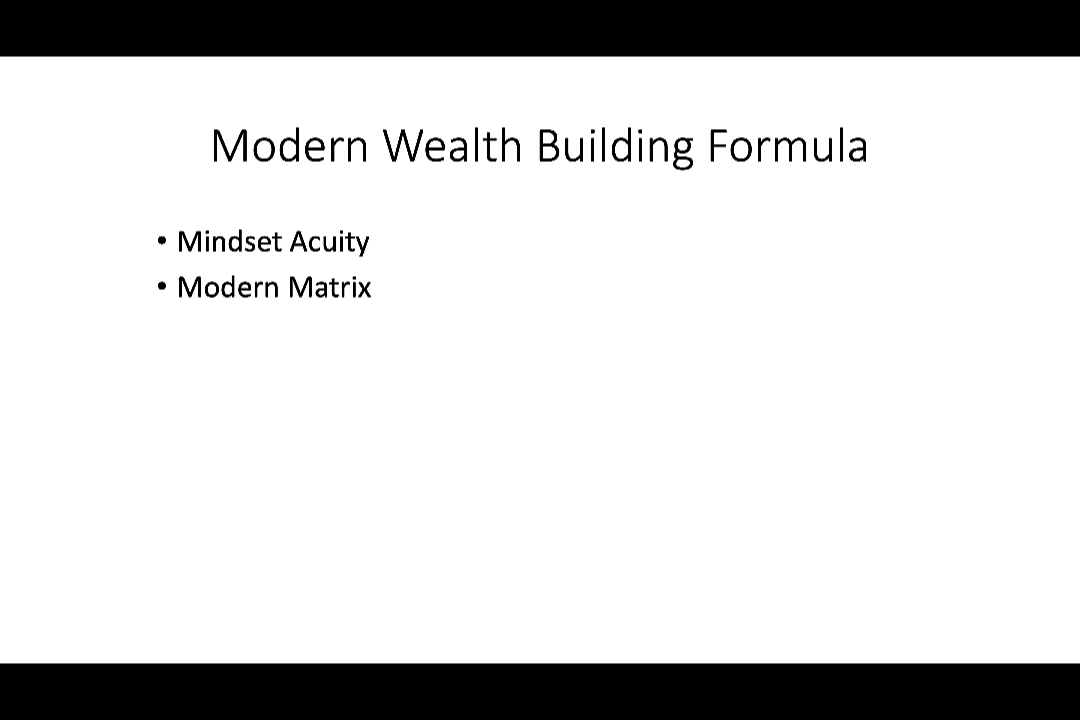 Modern Wealth Building Formula
• Mindset Acuity
• Modern Matrix